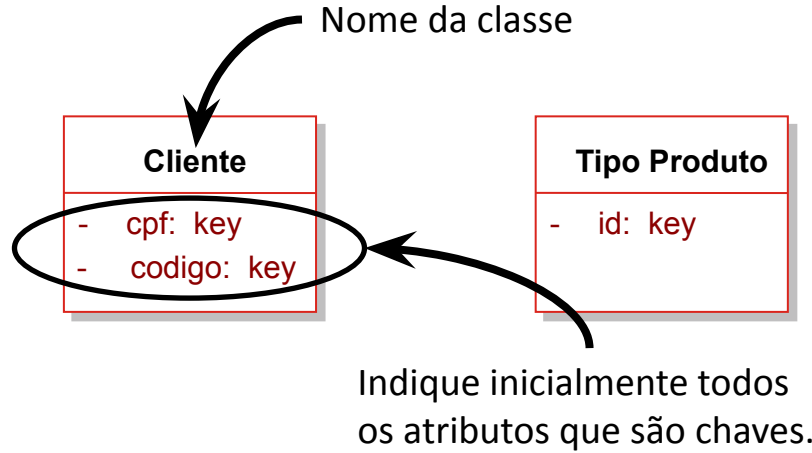 Nome da classe
Cliente
- cpf: key
- codigo: key
Tipo Produto
- id: key
Indique inicialmente todos
os atributos que são chaves.